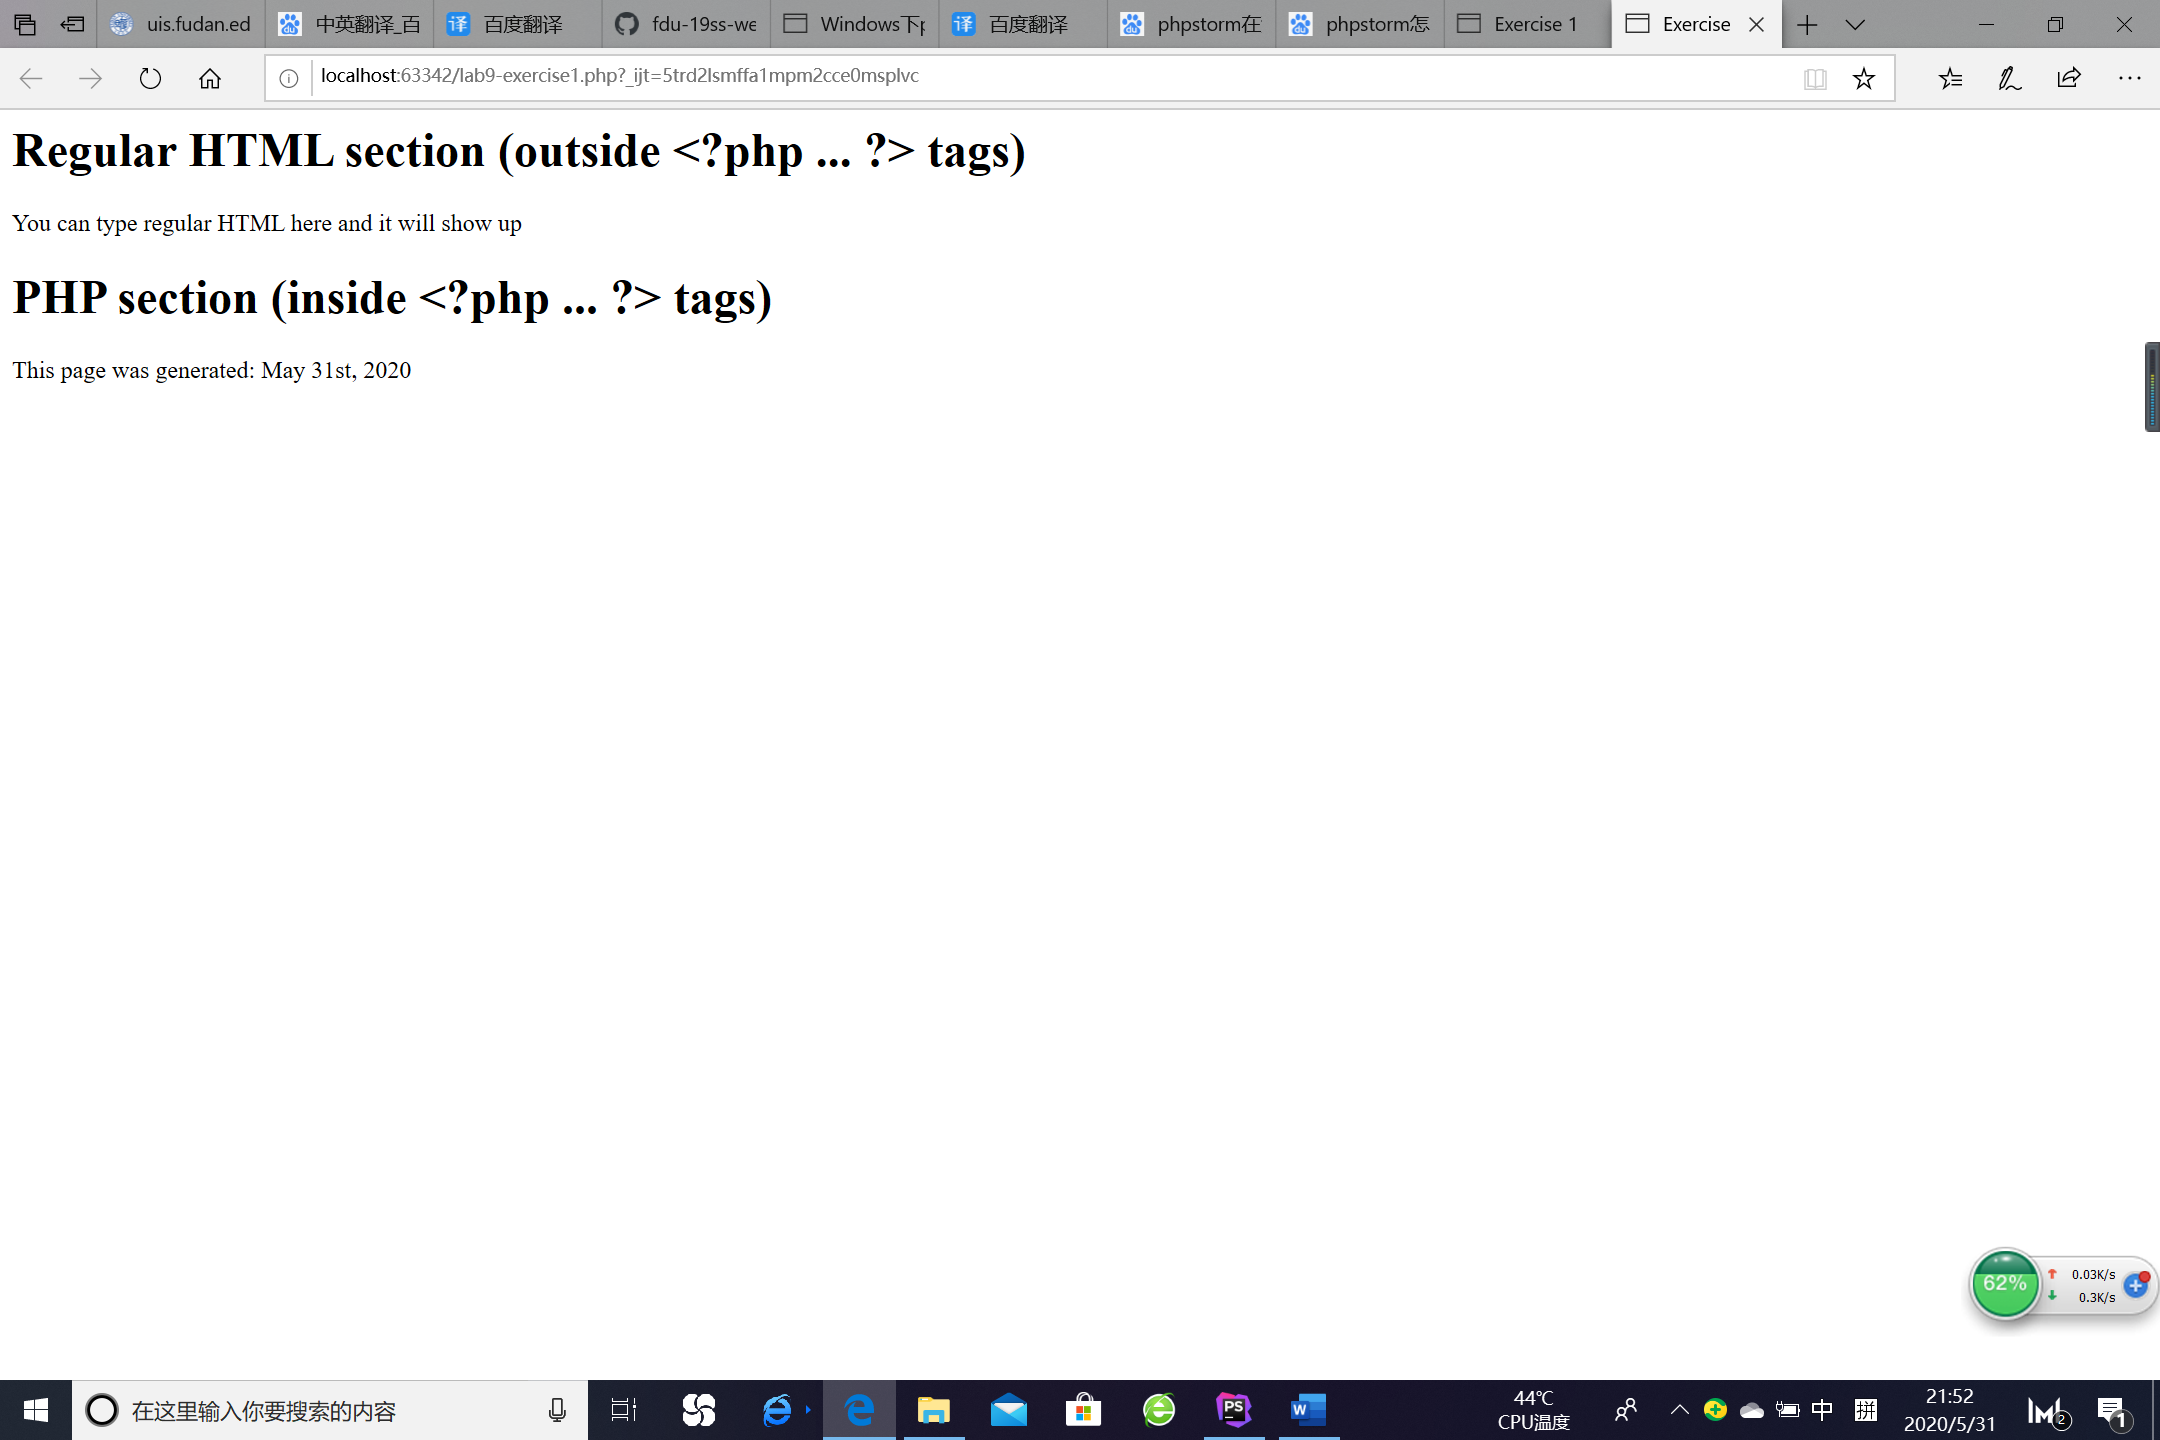 uis.fudan.ed
中英翻译_百
百度翻译
fdu-19ss-we
Windows下p
百度翻译
phpstorm在
phpstorm怎
Exercise 1
Exercise
localhost:63342/lab9-exercise1.php?_ijt=5trd2lsmffa1mpm2cce0msplvc
Regular HTML section (outside <?php ... ?> tags)
You can type regular HTML here and it will show up
PHP section (inside <?php ... ?> tags)
This page was generated: May 31st, 2020
62%
0.03K/s
0.3K/s
在这里输入你要搜索的内容
44℃
CPU温度
中
拼
21:52
2020/5/31
2
1